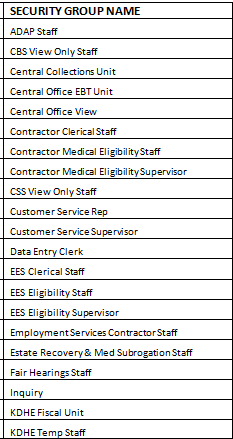 SECURITY GROUP NAME
ADAP Staff
CBS View Only Staff
Central Collections Unit
Central Office EBT Unit
Central Office View
Contractor Clerical Staff
Contractor Medical Eligibility Staff
Contractor Medical Eligibility Supervisor
CSS View Only Staff
Customer Service Rep
Customer Service Supervisor
Data Entry Clerk
EES Clerical Staff
EES Eligibility Staff
EES Eligibility Supervisor
Employment Services Contractor Staff
Estate Recovery & Med Subrogation Staff
Fair Hearings Staff
Inquiry
KDHE Fiscal Unit
KDHE Temp Staff